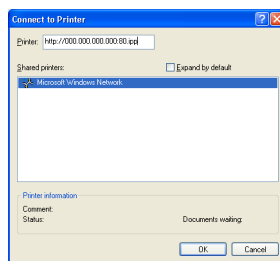 Connect to Printer
Printer: http://000.000.000.000:80.ipp
Shared printers: Expand by default
Microsoft Windows Network
Printer information
Comment:
Status: Documents waiting:
OK Cancel